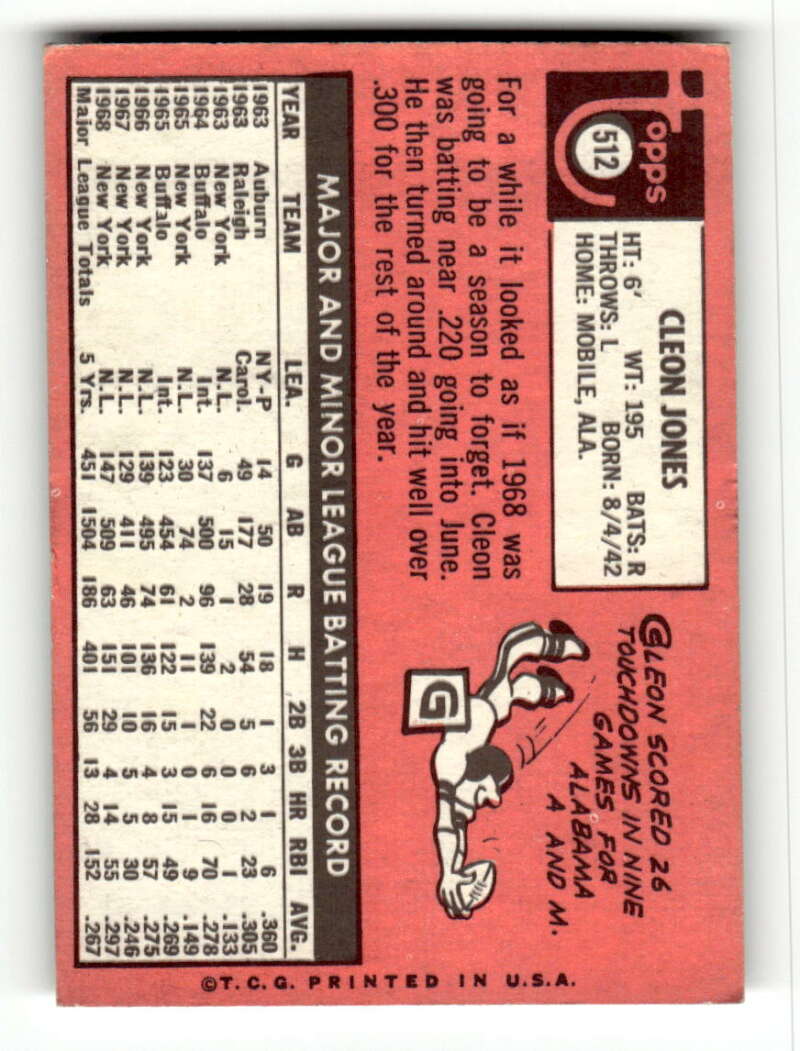 Topps
512
CLEON JONES
HT: 6' WT: 195 BATS: R
THROWS: L BORN: 8/4/42
HOME: MOBILE, ALA.
For a while it looked as if 1968 was
going to be a season to forget. Cleon
was batting near .220 going into June.
He then turned around and hit well over
.300 for the rest of the year.
CLEON SCORED 26
TOUCHDOWNS IN NINE
GAMES FOR
ALABAMA
A AND M.
G
MAJOR AND MINOR LEAGUE BATTING RECORD
YEAR TEAM LEA. G AB R H 2B 3B HR RBI AVG.
1963 Auburn NY-P 14 50 19 18 1 3 1 6 .360
1963 Raleigh Carol. 49 177 28 54 5 6 2 23 .305
1963 New York N.L. 6 15 1 2 0 0 0 1 .133
1964 Buffalo Int. 137 500 96 139 22 6 16 70 .278
1965 New York N.L. 30 74 2 11 1 0 1 9 .149
1965 Buffalo Int. 123 454 61 122 15 3 15 49 .269
1966 New York N.L. 139 495 74 136 16 4 8 57 .275
1967 New York N.L. 129 411 46 101 10 5 5 30 .246
1968 New York N.L. 147 509 63 151 29 4 14 55 .297
Major League Totals 5 Yrs. 451 1504 186 401 56 13 28 152 .267
©T.C.G. PRINTED IN U.S.A.